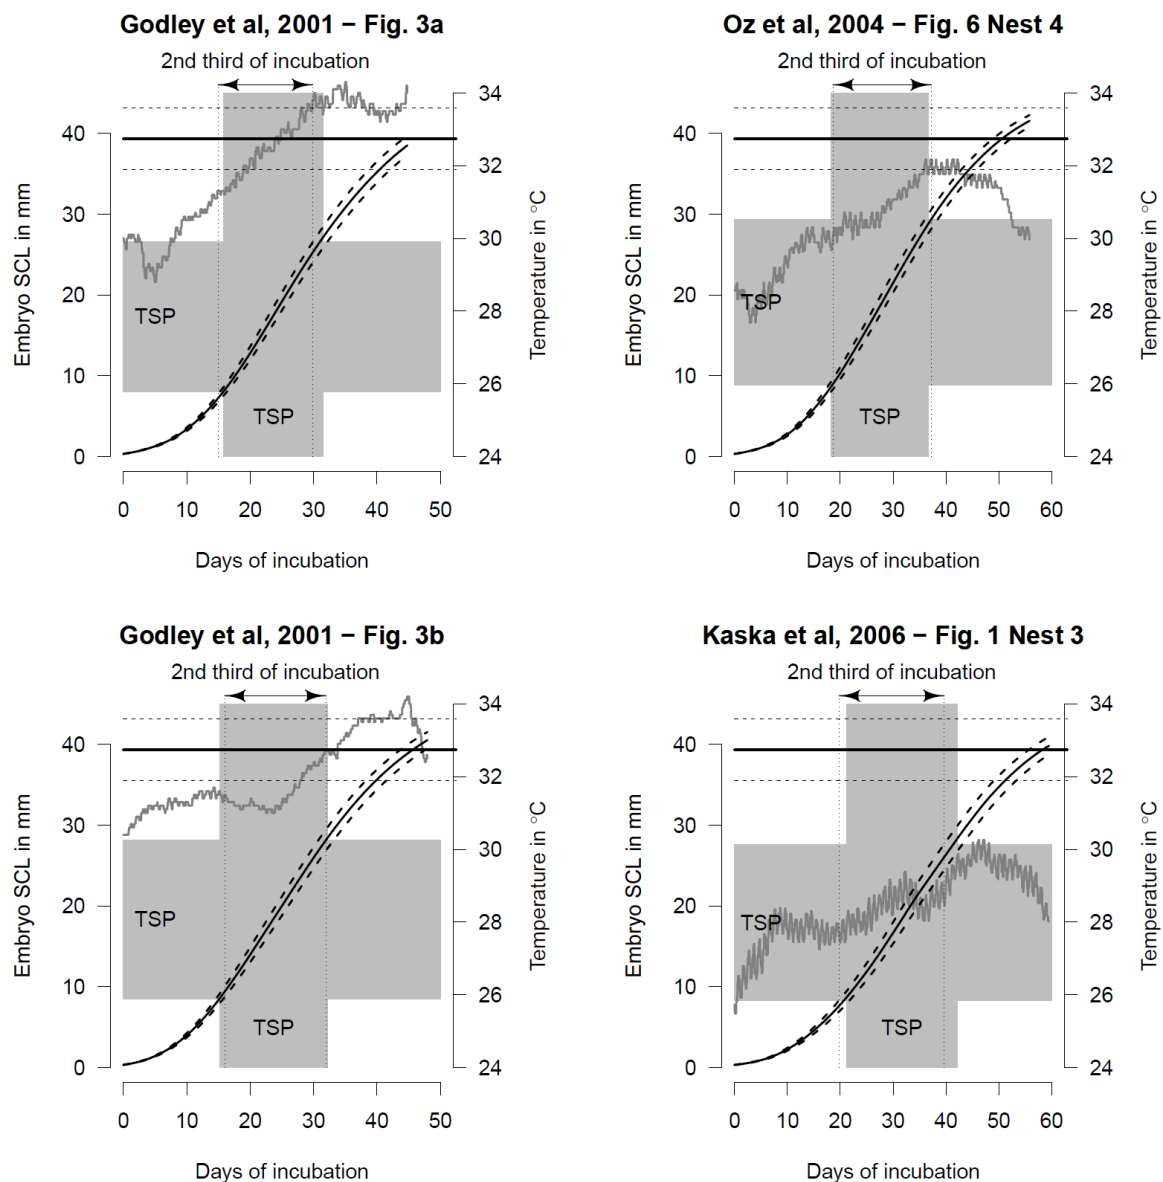 Godley et al, 2001 − Fig. 3a
2nd third of incubation
Embryo SCL in mm
0
10
20
30
40
TSP
TSP
24
26
28
30
32
34
Temperature in °C
0 10 20 30 40 50
Days of incubation
Oz et al, 2004 − Fig. 6 Nest 4
2nd third of incubation
Embryo SCL in mm
0
10
20
30
40
TSP
TSP
24
26
28
30
32
34
Temperature in °C
0 10 20 30 40 50 60
Days of incubation
Godley et al, 2001 − Fig. 3b
2nd third of incubation
Embryo SCL in mm
0
10
20
30
40
TSP
TSP
24
26
28
30
32
34
Temperature in °C
0 10 20 30 40 50
Days of incubation
Kaska et al, 2006 − Fig. 1 Nest 3
2nd third of incubation
Embryo SCL in mm
0
10
20
30
40
TSP
TSP
24
26
28
30
32
34
Temperature in °C
0 10 20 30 40 50 60
Days of incubation